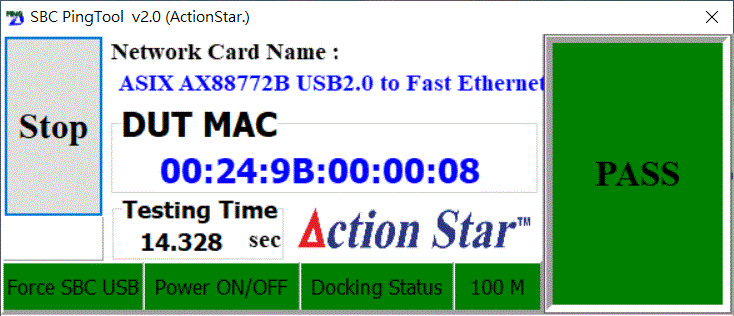 SBC PingTool v2.0 (ActionStar.)
Stop
Network Card Name :
ASIX AX88772B USB2.0 to Fast Ethernet
DUT MAC
00:24:9B:00:00:08
Testing Time
14.328 sec
Action Star™
PASS
Force SBC USB
Power ON/OFF
Docking Status
100 M